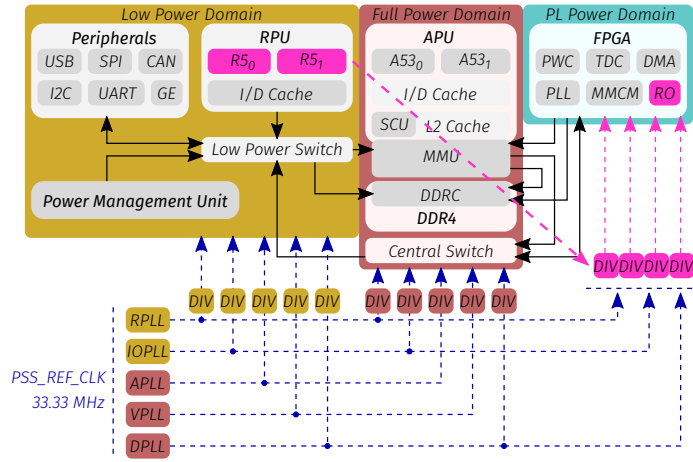 Low Power Domain
Full Power Domain
PL Power Domain
Peripherals
RPU
APU
FPGA
USB SPI CAN
R5₀ R5₁
A53₀ A53₁
PWC TDC DMA
I2C UART GE
I/D Cache
I/D Cache
PLL MMCM RO
SCU L2 Cache
Low Power Switch
MMU
Power Management Unit
DDRC
DDR4
Central Switch
DIV DIV DIV DIV
DIV DIV DIV DIV DIV
DIV DIV DIV DIV DIV
RPLL
IOPLL
PSS_REF_CLK
33.33 MHz
APLL
VPLL
DPLL